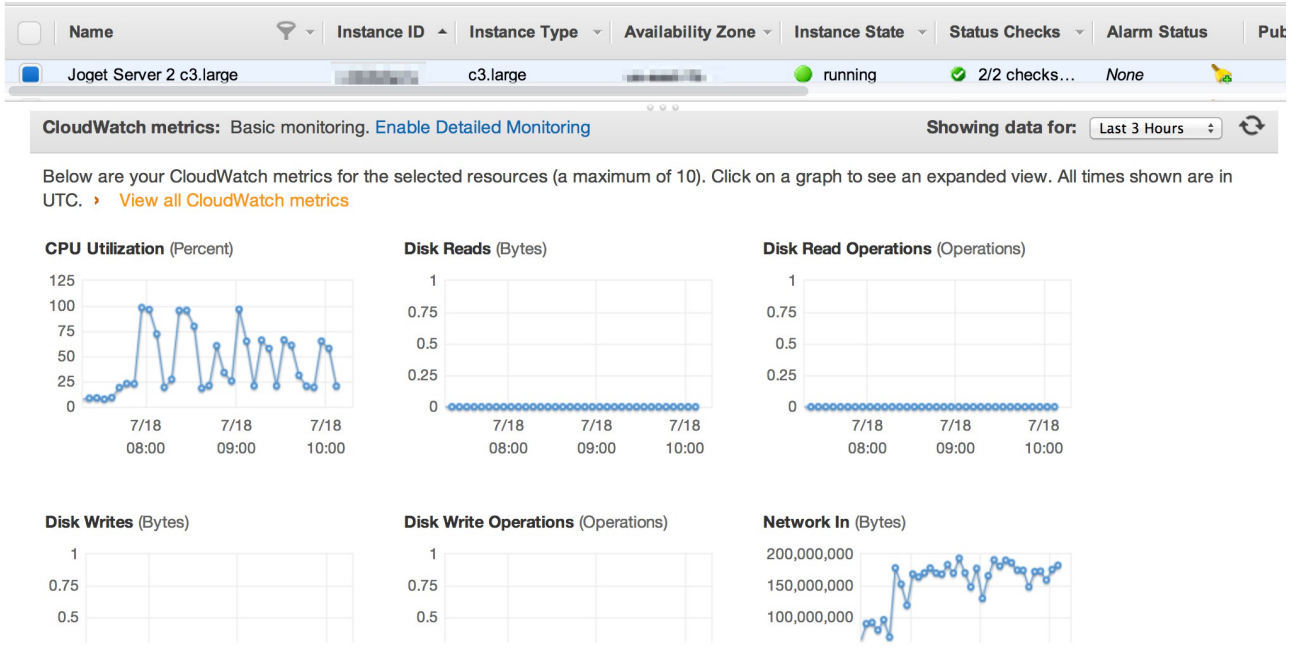 Name Instance ID Instance Type Availability Zone Instance State Status Checks Alarm Status Pub
Joget Server 2 c3.large c3.large running 2/2 checks... None
CloudWatch metrics: Basic monitoring. Enable Detailed Monitoring Showing data for: Last 3 Hours
Below are your CloudWatch metrics for the selected resources (a maximum of 10). Click on a graph to see an expanded view. All times shown are in
UTC. › View all CloudWatch metrics
CPU Utilization (Percent) Disk Reads (Bytes) Disk Read Operations (Operations)
125 1 1
100 0.75 0.75
75 0.5 0.5
50 0.25 0.25
25 0 0
0
7/18 7/18 7/18 7/18 7/18 7/18 7/18 7/18 7/18
08:00 09:00 10:00 08:00 09:00 10:00 08:00 09:00 10:00
Disk Writes (Bytes) Disk Write Operations (Operations) Network In (Bytes)
1 1 200,000,000
0.75 0.75 150,000,000
0.5 0.5 100,000,000